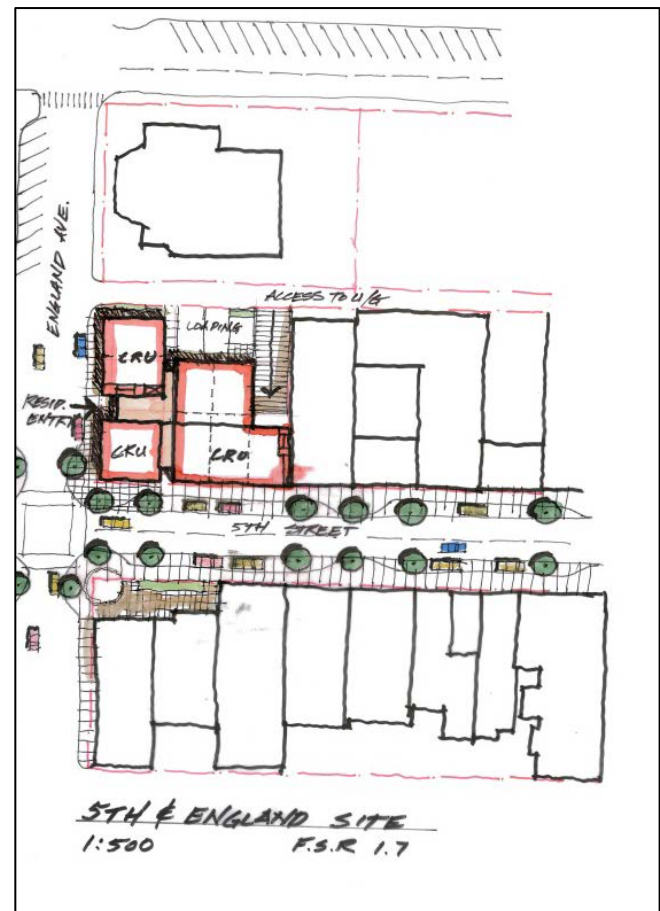 ENGLAND AVE.
ACCESS TO U/G
LOADING
CRU
RESID.
ENTRY
CRU
CRU
5TH STREET
5TH & ENGLAND SITE
1:500 F.S.R 1.7